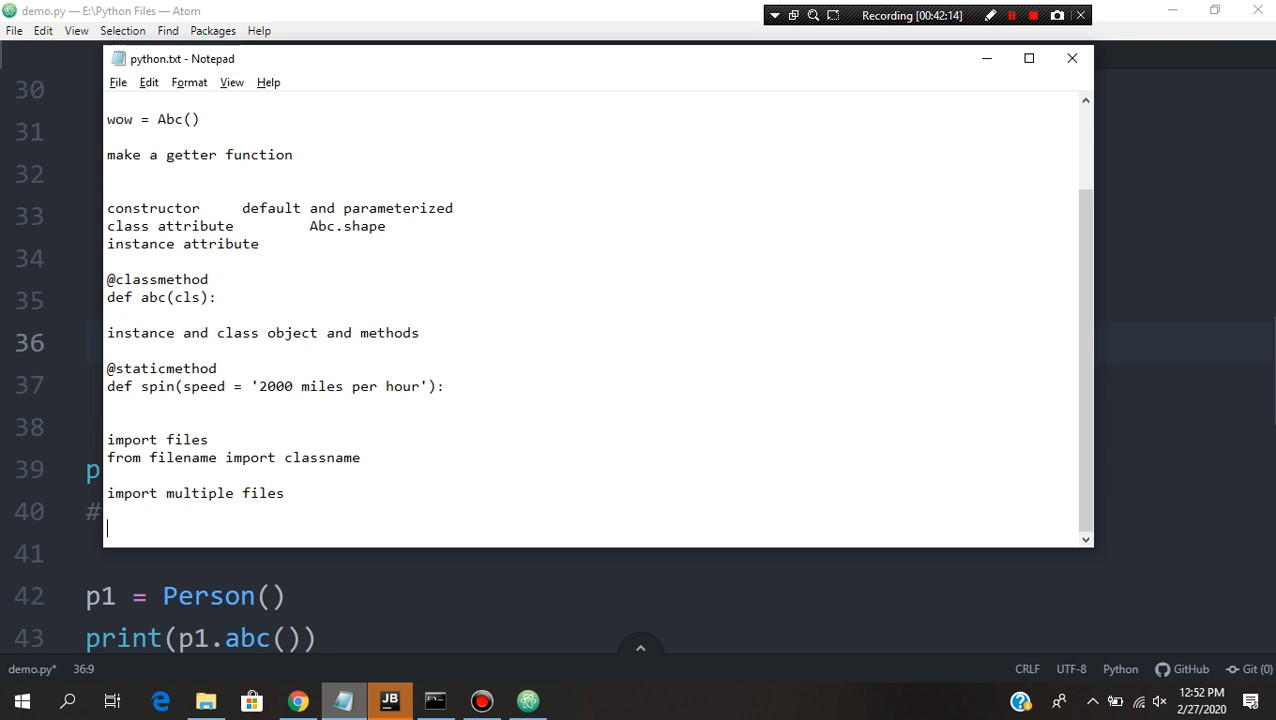 demo.py — E:\Python Files — Atom
Recording [00:42:14]
File Edit View Selection Find Packages Help
python.txt - Notepad
File Edit Format View Help
wow = Abc()
make a getter function
constructor default and parameterized
class attribute Abc.shape
instance attribute
@classmethod
def abc(cls):
instance and class object and methods
@staticmethod
def spin(speed = '2000 miles per hour'):
import files
from filename import classname
import multiple files
30
31
32
33
34
35
36
37
38
39 p
40 #
41
42 p1 = Person()
43 print(p1.abc())
demo.py* 36:9 CRLF UTF-8 Python GitHub Git (0)
JB
12:52 PM
2/27/2020